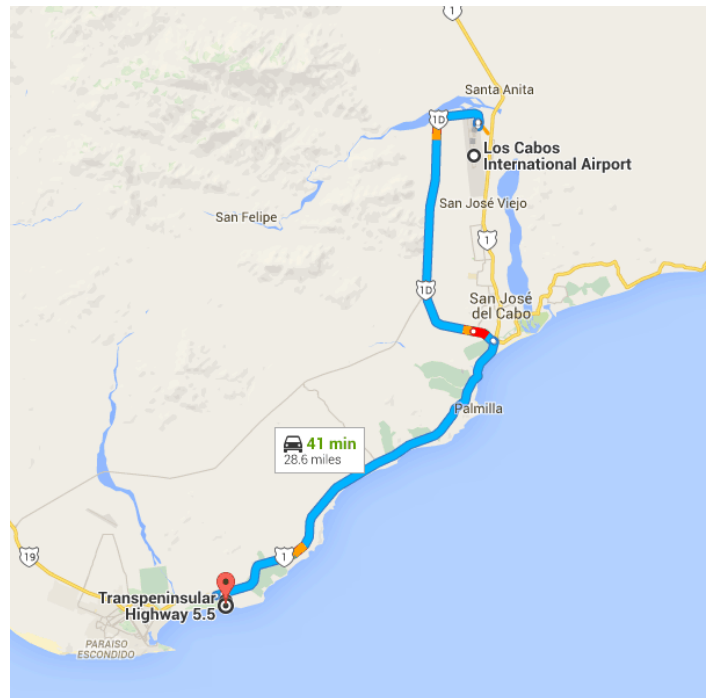 1
Santa Anita
1D
Los Cabos
International Airport
San José Viejo
San Felipe
1
1D
San José
del Cabo
Palmilla
41 min
28.6 miles
1
19
Transpeninsular
Highway 5.5
PARAISO
ESCONDIDO